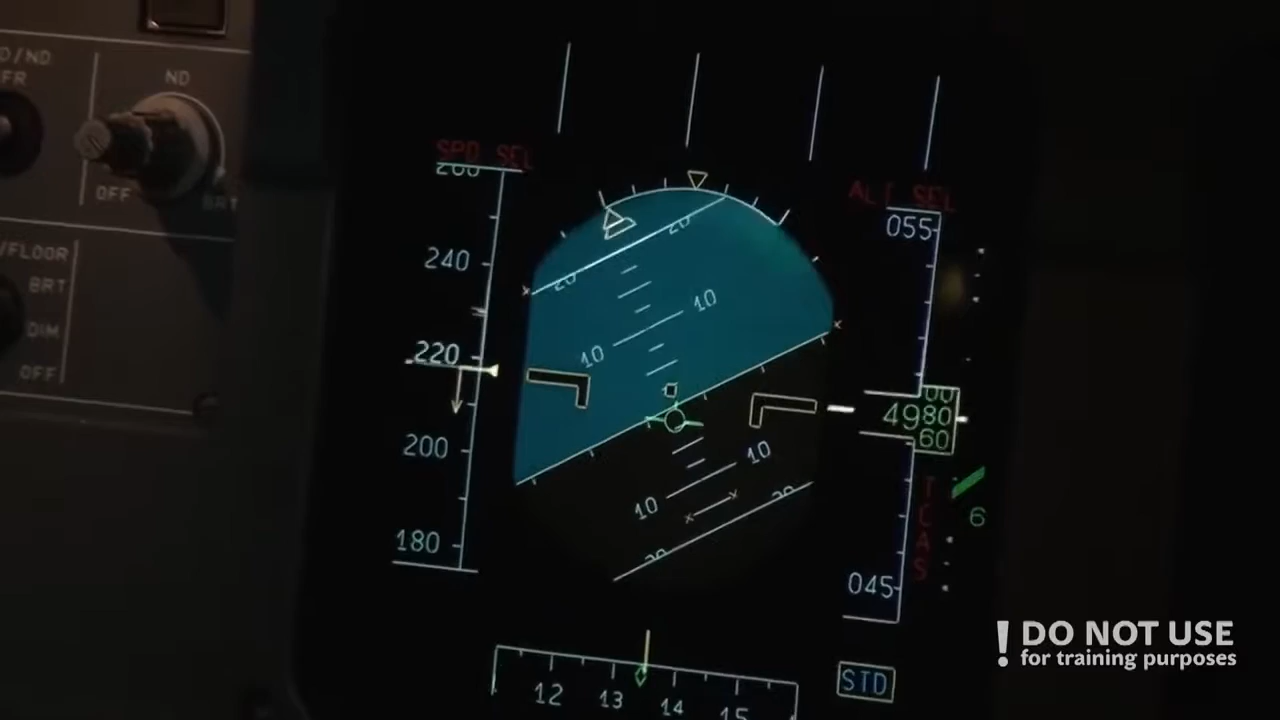 D/ND
FR
ND
OFF
BRT
/FLOOR
BRT
DIM
OFF
SPD SEL
260
240
220
200
180
20
20
10
10
10
10
20
20
ALT SEL
055
00
4980
60
045
TCAS
6
12 13 14 15
STD
! DO NOT USE
for training purposes